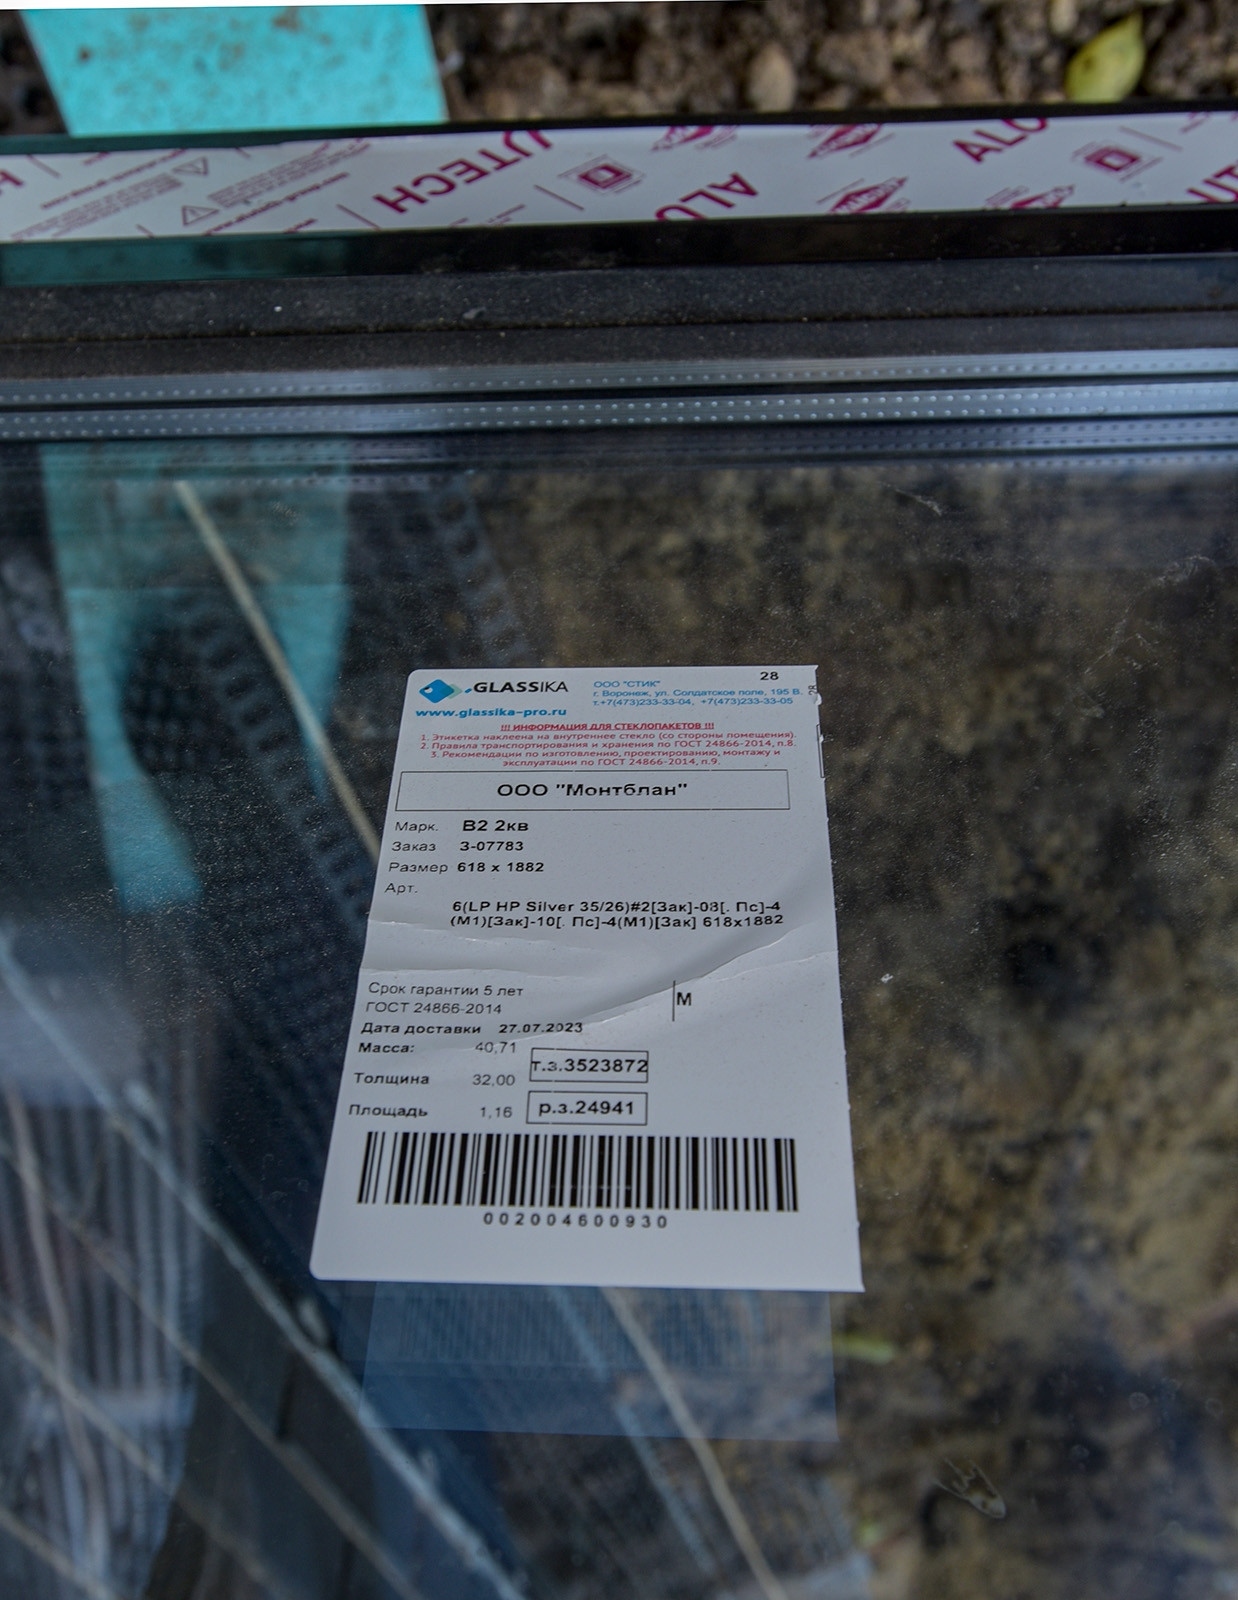 UTECH
ALU
GLASSIKA
www.glassika-pro.ru
ООО "СТИК"
г. Воронеж, ул. Солдатское поле, 195 В.
т.+7(473)233-33-04, +7(473)233-33-05
28
!!! ИНФОРМАЦИЯ ДЛЯ СТЕКЛОПАКЕТОВ !!!
1. Этикетка наклеена на внутреннее стекло (со стороны помещения).
2. Правила транспортирования и хранения по ГОСТ 24866-2014, п.8.
3. Рекомендации по изготовлению, проектированию, монтажу и
эксплуатации по ГОСТ 24866-2014, п.9.
ООО "Монтблан"
Марк. В2 2кв
Заказ З-07783
Размер 618 x 1882
Арт.
6(LP HP Silver 35/26)#2[Зак]-08[. Пс]-4
(М1)[Зак]-10[. Пс]-4(М1)[Зак] 618x1882
Срок гарантии 5 лет
ГОСТ 24866-2014
М
Дата доставки 27.07.2023
Масса: 40,71
т.з.3523872
Толщина 32,00
Площадь 1,16
р.з.24941
002004600930